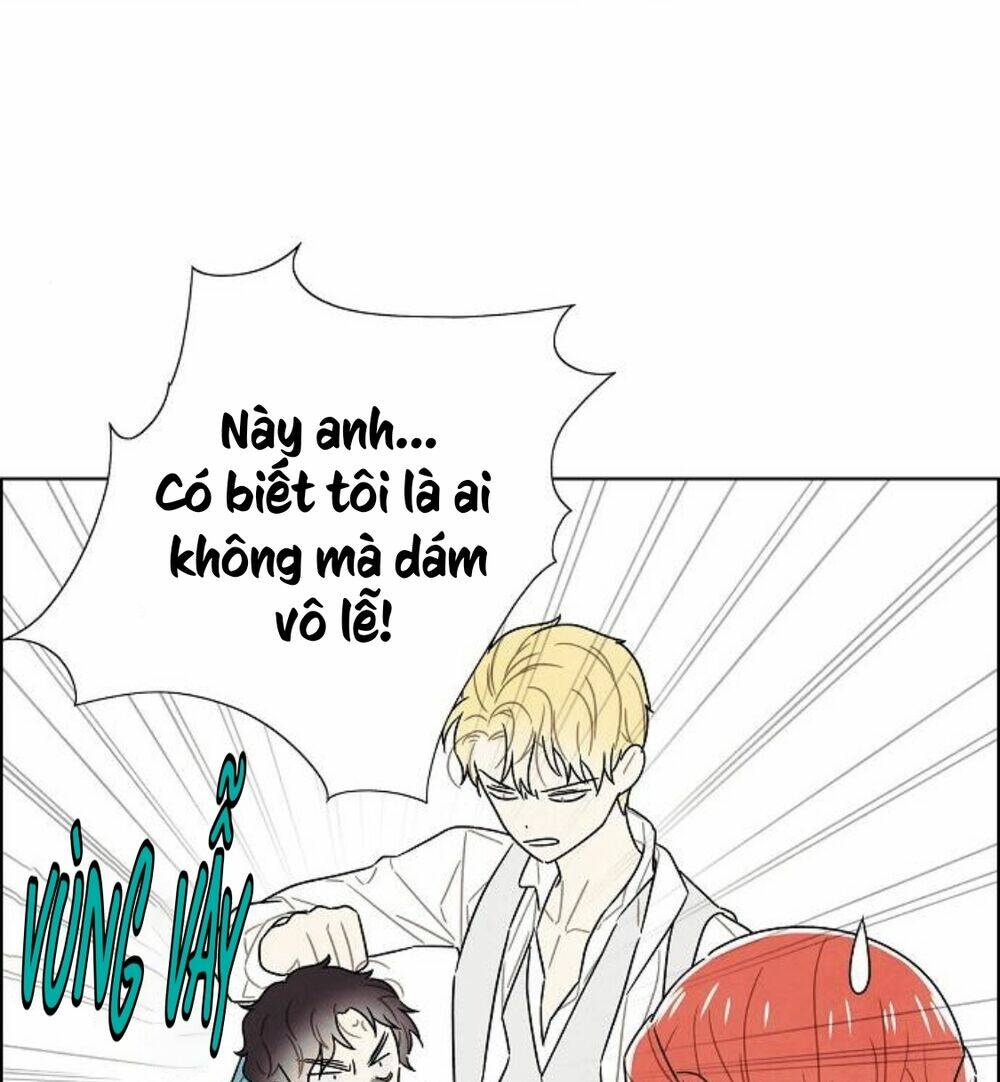 Này anh...
Có biết tôi là ai
không mà dám
vô lễ!
VÙNG VẪY